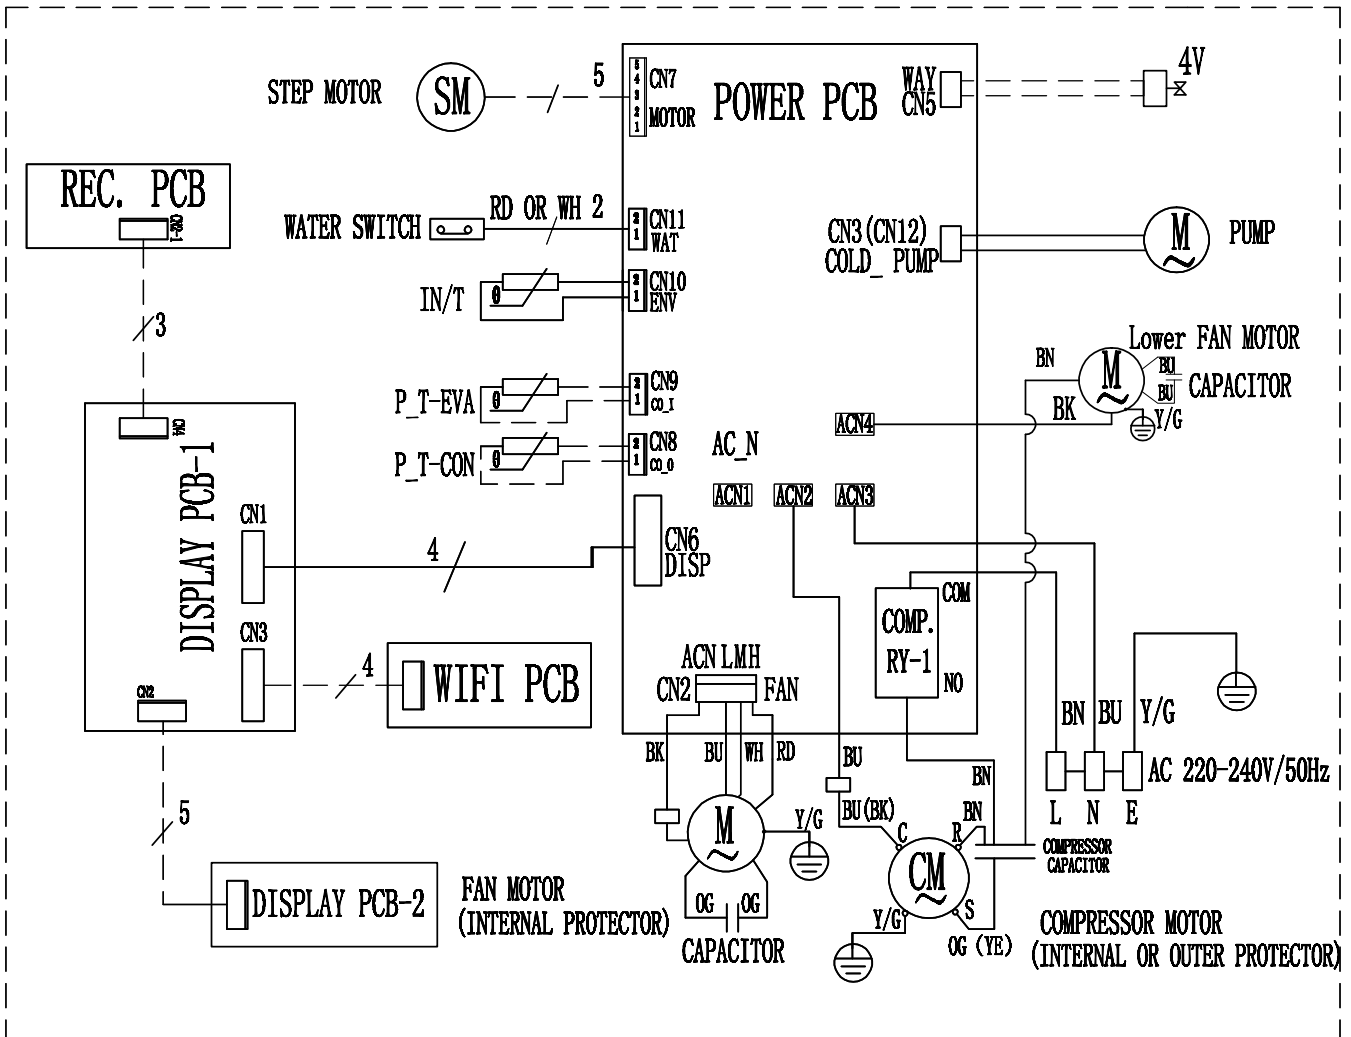 STEP MOTOR
SM
5
5
4
3
2
1
CN7
MOTOR
POWER PCB
WAY
CN5
4V
REC. PCB
CN2-1
3
WATER SWITCH
RD OR WH 2
2
1
CN11
WAT
IN/T
θ
2
1
CN10
ENV
CN3(CN12)
COLD_ PUMP
M
~
PUMP
P_T-EVA
θ
2
1
CN9
CO_I
P_T-CON
θ
2
1
CN8
CO_O
Lower FAN MOTOR
BN
M
~
BU
BU
CAPACITOR
BK
Y/G
AC_N
ACN4
ACN1
ACN2
ACN3
CN4
DISPLAY PCB-1
CN1
CN3
CN2
4
CN6
DISP
4
WIFI PCB
5
DISPLAY PCB-2
COM
COMP.
RY-1
NO
ACN LMH
CN2
FAN
BK
BU
WH
RD
M
~
Y/G
OG
OG
CAPACITOR
FAN MOTOR
(INTERNAL PROTECTOR)
BU
BU(BK)
C
R
BN
BN
CM
~
S
Y/G
OG (YE)
COMPRESSOR
CAPACITOR
COMPRESSOR MOTOR
(INTERNAL OR OUTER PROTECTOR)
BN
BU
Y/G
AC 220-240V/50Hz
L
N
E